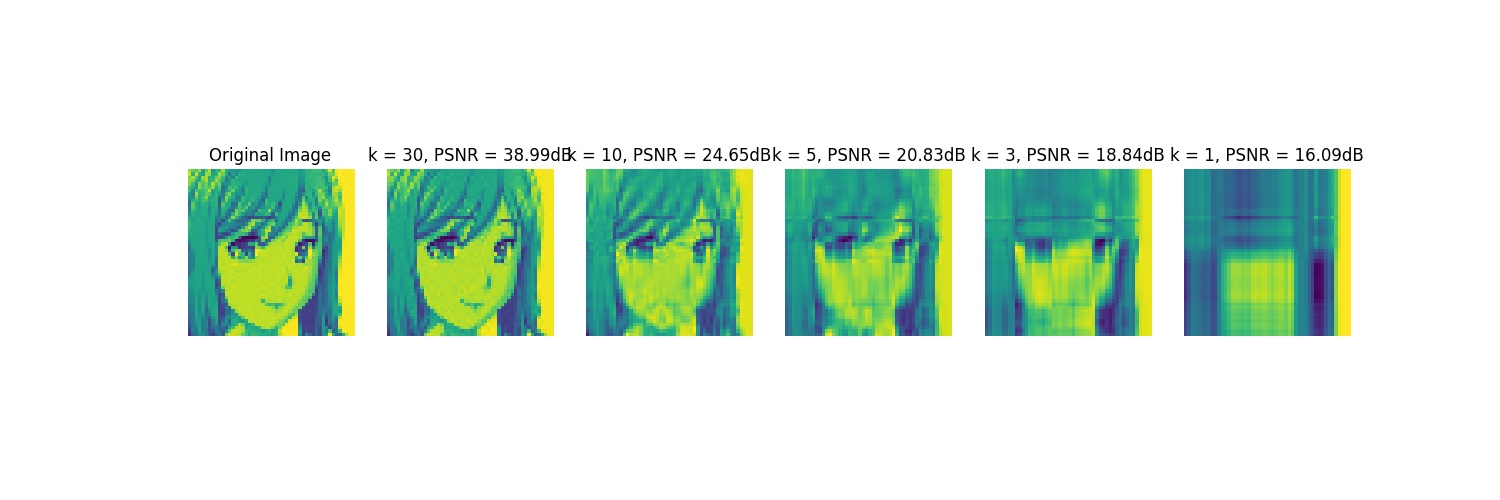 Original Image
k = 30, PSNR = 38.99dB
k = 10, PSNR = 24.65dB
k = 5, PSNR = 20.83dB
k = 3, PSNR = 18.84dB
k = 1, PSNR = 16.09dB